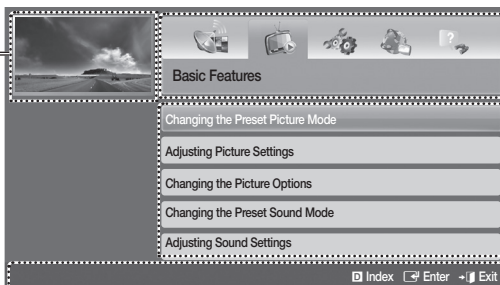 Basic Features
Changing the Preset Picture Mode
Adjusting Picture Settings
Changing the Picture Options
Changing the Preset Sound Mode
Adjusting Sound Settings
D Index Enter Exit